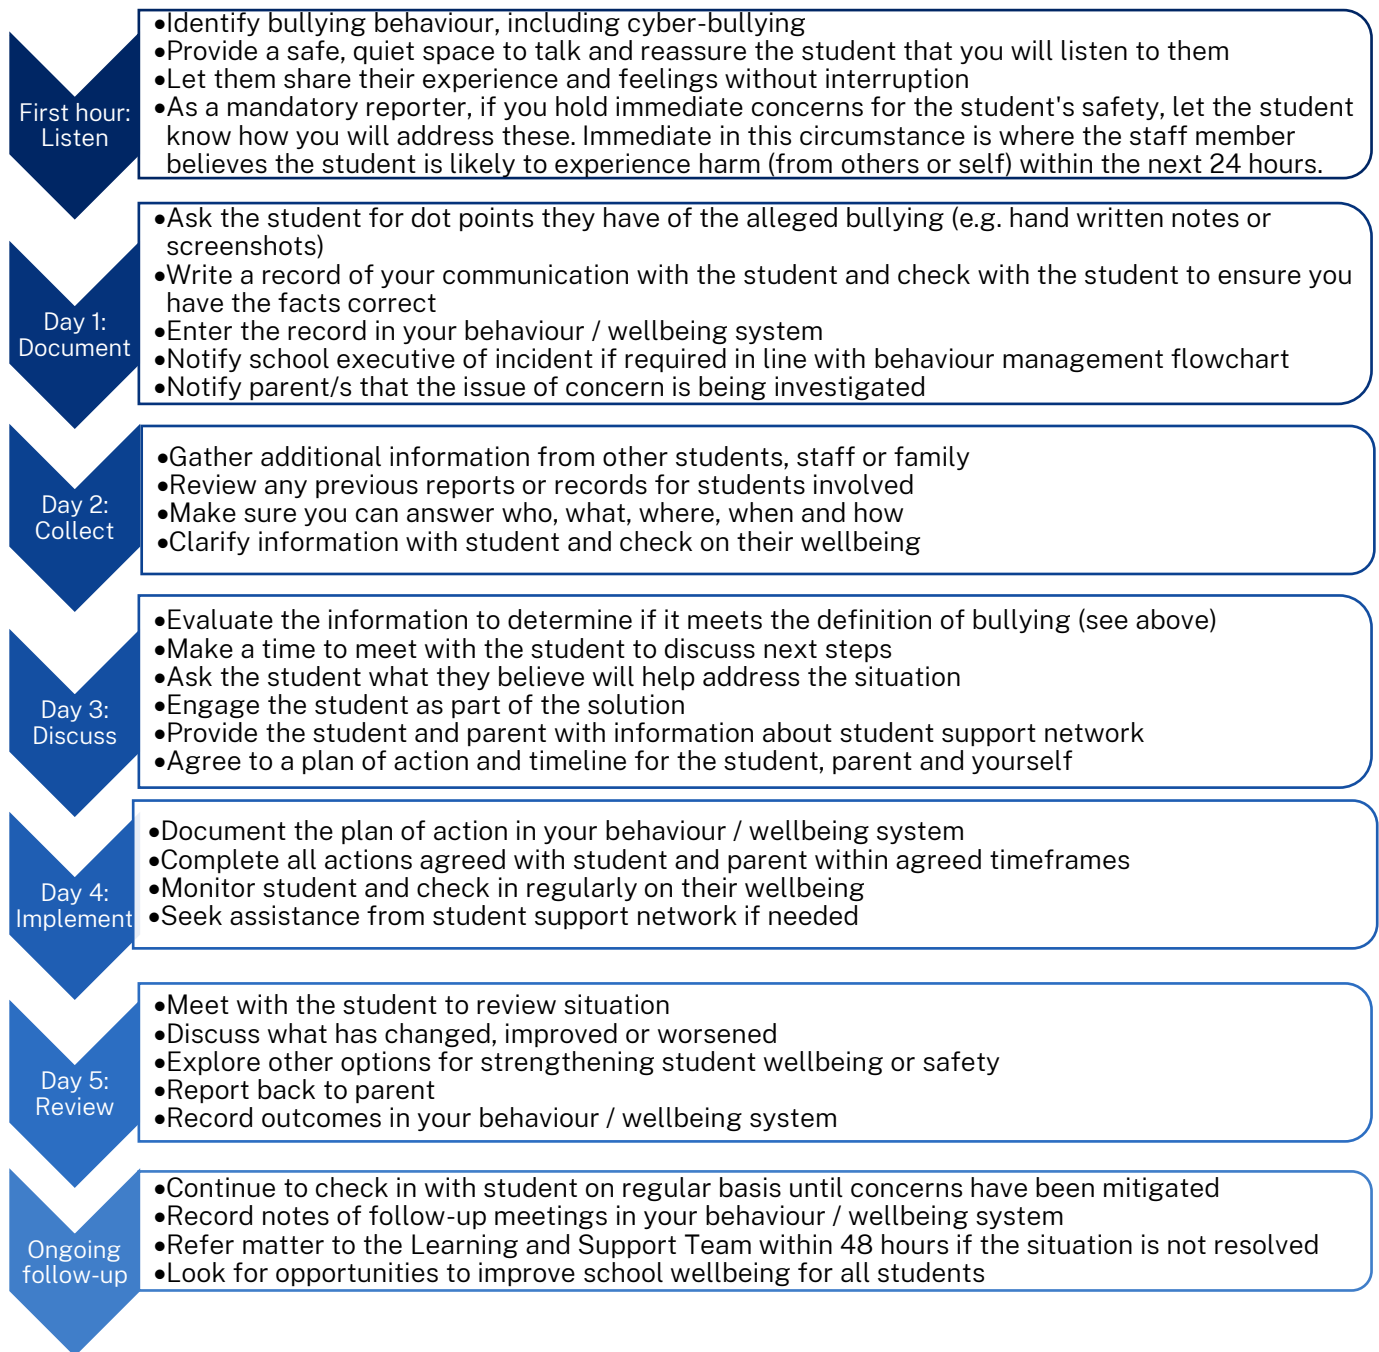 First hour:
Listen
•Identify bullying behaviour, including cyber-bullying
•Provide a safe, quiet space to talk and reassure the student that you will listen to them
•Let them share their experience and feelings without interruption
•As a mandatory reporter, if you hold immediate concerns for the student's safety, let the student
know how you will address these. Immediate in this circumstance is where the staff member
believes the student is likely to experience harm (from others or self) within the next 24 hours.
Day 1:
Document
•Ask the student for dot points they have of the alleged bullying (e.g. hand written notes or
screenshots)
•Write a record of your communication with the student and check with the student to ensure you
have the facts correct
•Enter the record in your behaviour / wellbeing system
•Notify school executive of incident if required in line with behaviour management flowchart
•Notify parent/s that the issue of concern is being investigated
Day 2:
Collect
•Gather additional information from other students, staff or family
•Review any previous reports or records for students involved
•Make sure you can answer who, what, where, when and how
•Clarify information with student and check on their wellbeing
Day 3:
Discuss
•Evaluate the information to determine if it meets the definition of bullying (see above)
•Make a time to meet with the student to discuss next steps
•Ask the student what they believe will help address the situation
•Engage the student as part of the solution
•Provide the student and parent with information about student support network
•Agree to a plan of action and timeline for the student, parent and yourself
Day 4:
Implement
•Document the plan of action in your behaviour / wellbeing system
•Complete all actions agreed with student and parent within agreed timeframes
•Monitor student and check in regularly on their wellbeing
•Seek assistance from student support network if needed
Day 5:
Review
•Meet with the student to review situation
•Discuss what has changed, improved or worsened
•Explore other options for strengthening student wellbeing or safety
•Report back to parent
•Record outcomes in your behaviour / wellbeing system
Ongoing
follow-up
•Continue to check in with student on regular basis until concerns have been mitigated
•Record notes of follow-up meetings in your behaviour / wellbeing system
•Refer matter to the Learning and Support Team within 48 hours if the situation is not resolved
•Look for opportunities to improve school wellbeing for all students